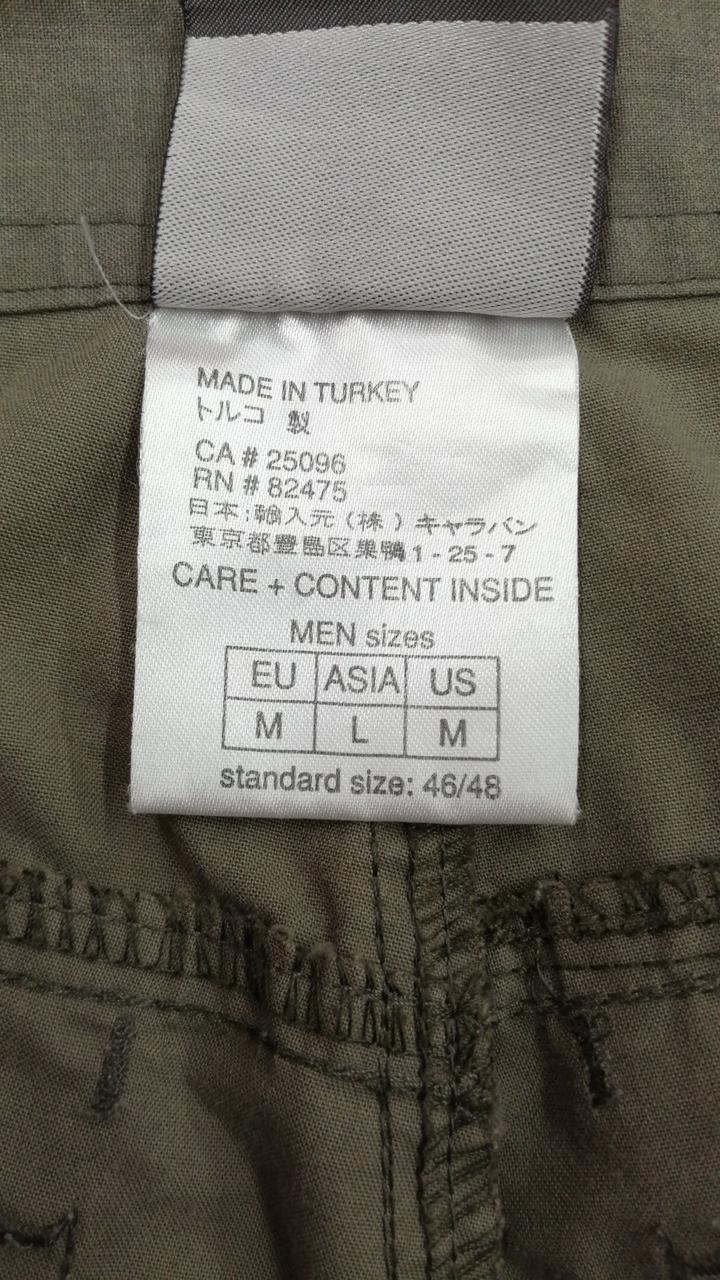 MADE IN TURKEY
トルコ 製
CA # 25096
RN # 82475
日本:輸入元(株)キャラバン
東京都豊島区巣鴨1-25-7
CARE + CONTENT INSIDE
MEN sizes
EU ASIA US
M L M
standard size: 46/48